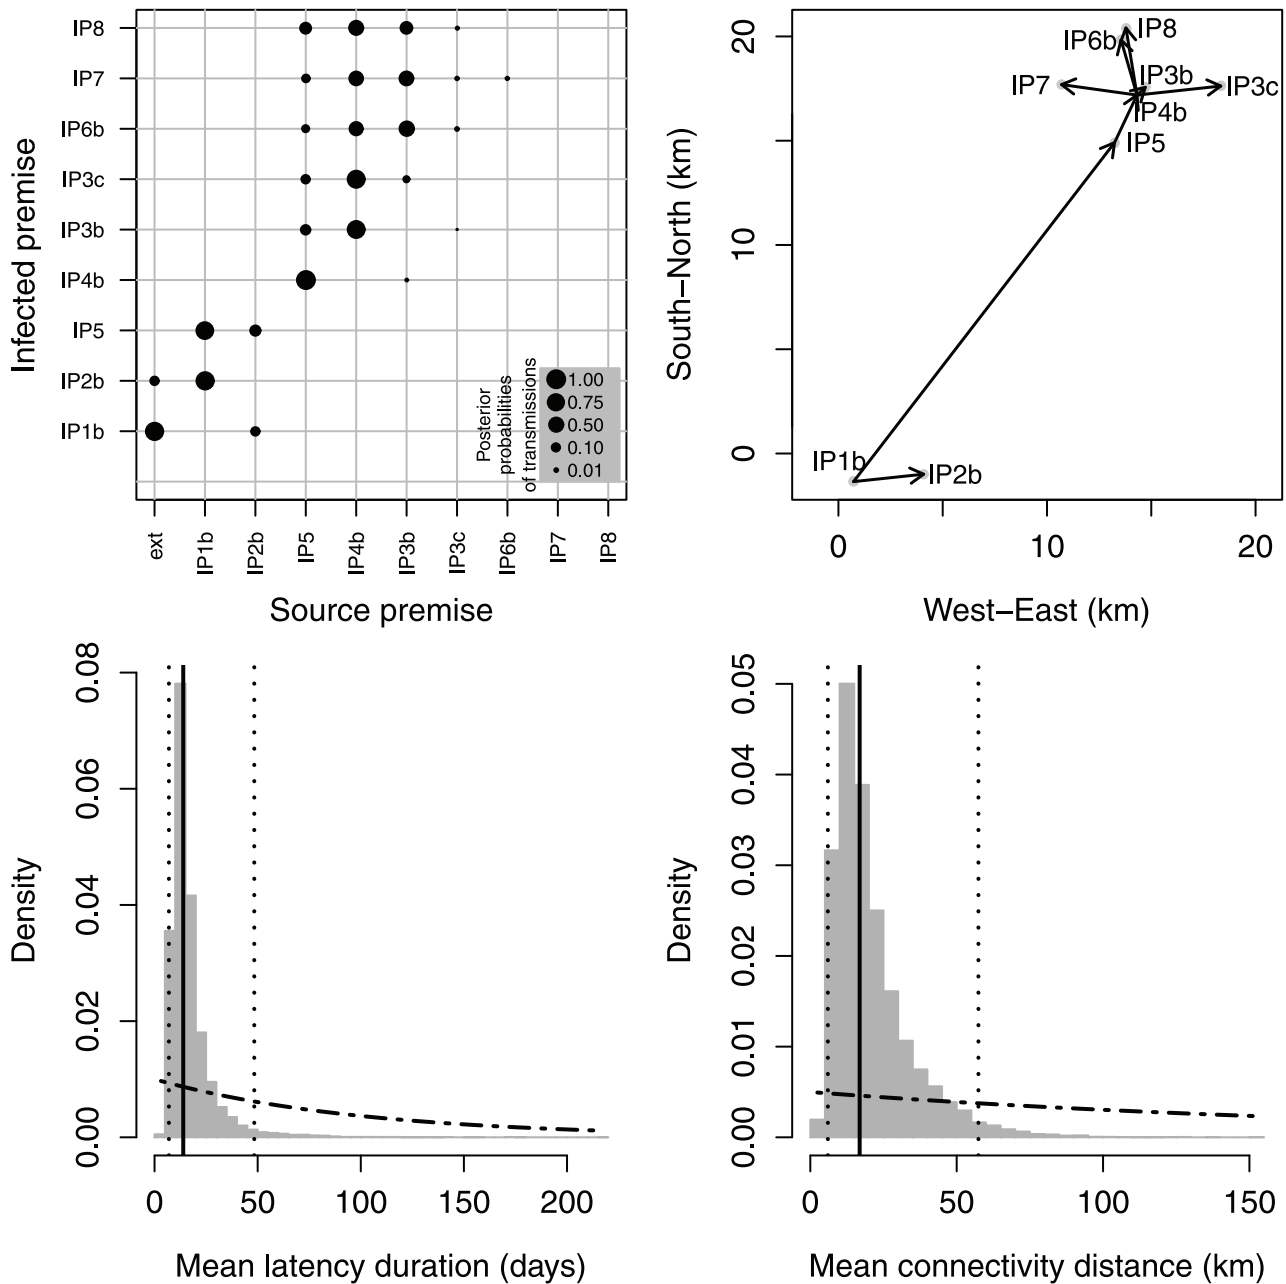 Infected premise
IP8
IP7
IP6b
IP3c
IP3b
IP4b
IP5
IP2b
IP1b
Posterior
probabilities
of transmissions
1.00
0.75
0.50
0.10
0.01
ext
IP1b
IP2b
IP5
IP4b
IP3b
IP3c
IP6b
IP7
IP8
Source premise
South−North (km)
20
10
0
IP8
IP6b
IP3b
IP7
IP3c
IP4b
IP5
IP1b
IP2b
0 10 20
West−East (km)
Density
0.08
0.06
0.04
0.02
0.00
0 50 100 150 200
Mean latency duration (days)
Density
0.05
0.04
0.03
0.02
0.01
0.00
0 50 100 150
Mean connectivity distance (km)